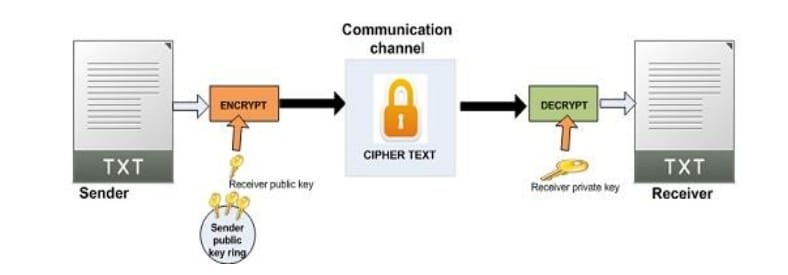 Communication
channel
ENCRYPT
DECRYPT
CIPHER TEXT
TXT
TXT
Sender
Receiver public key
Receiver private key
Receiver
Sender
public
key ring